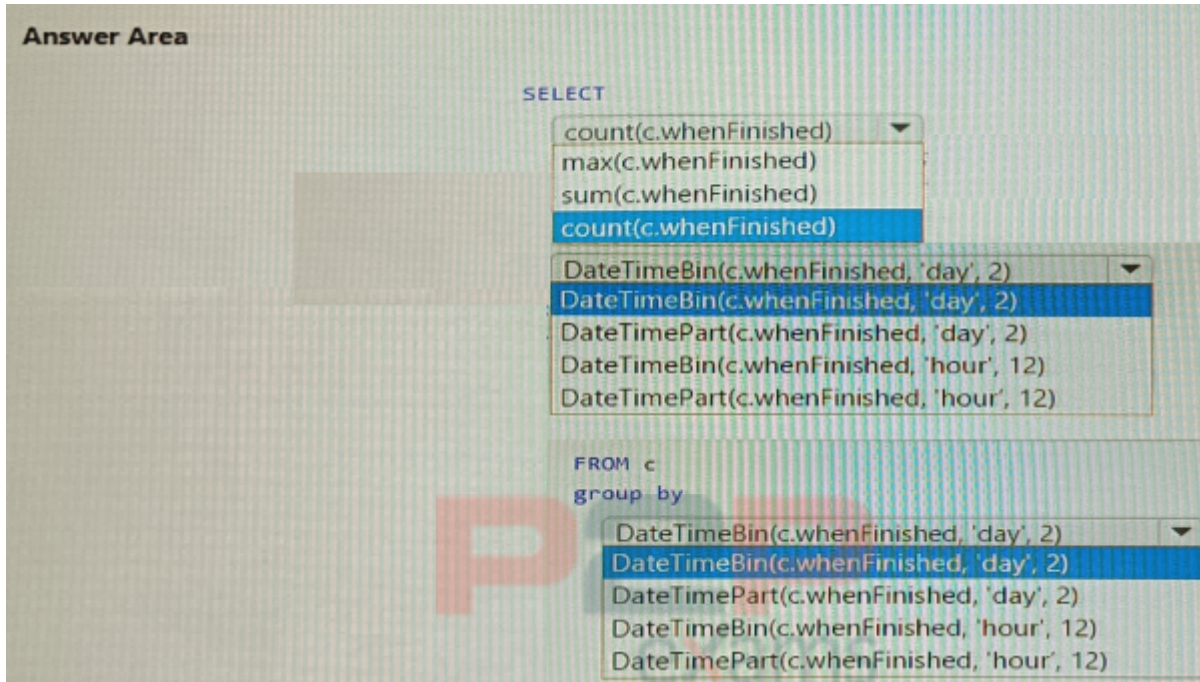 Answer Area
SELECT
count(c.whenFinished)
max(c.whenFinished)
sum(c.whenFinished)
count(c.whenFinished)
DateTimeBin(c.whenFinished, 'day', 2)
DateTimeBin(c.whenFinished, 'day', 2)
DateTimePart(c.whenFinished, 'day', 2)
DateTimeBin(c.whenFinished, 'hour', 12)
DateTimePart(c.whenFinished, 'hour', 12)
FROM c
group by
DateTimeBin(c.whenFinished, 'day', 2)
DateTimeBin(c.whenFinished, 'day', 2)
DateTimePart(c.whenFinished, 'day', 2)
DateTimeBin(c.whenFinished, 'hour', 12)
DateTimePart(c.whenFinished, 'hour', 12)
P2P